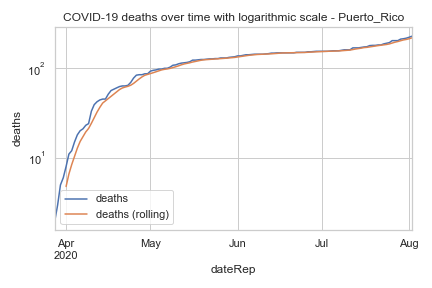 COVID-19 deaths over time with logarithmic scale - Puerto_Rico
deaths
10²
10¹
deaths
deaths (rolling)
Apr
2020
May
Jun
Jul
Aug
dateRep